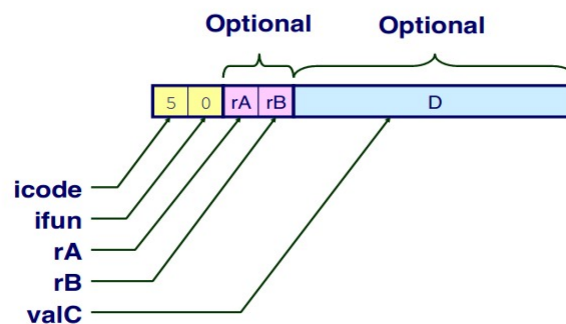 Optional Optional
5 0 rA rB D
icode
ifun
rA
rB
valC